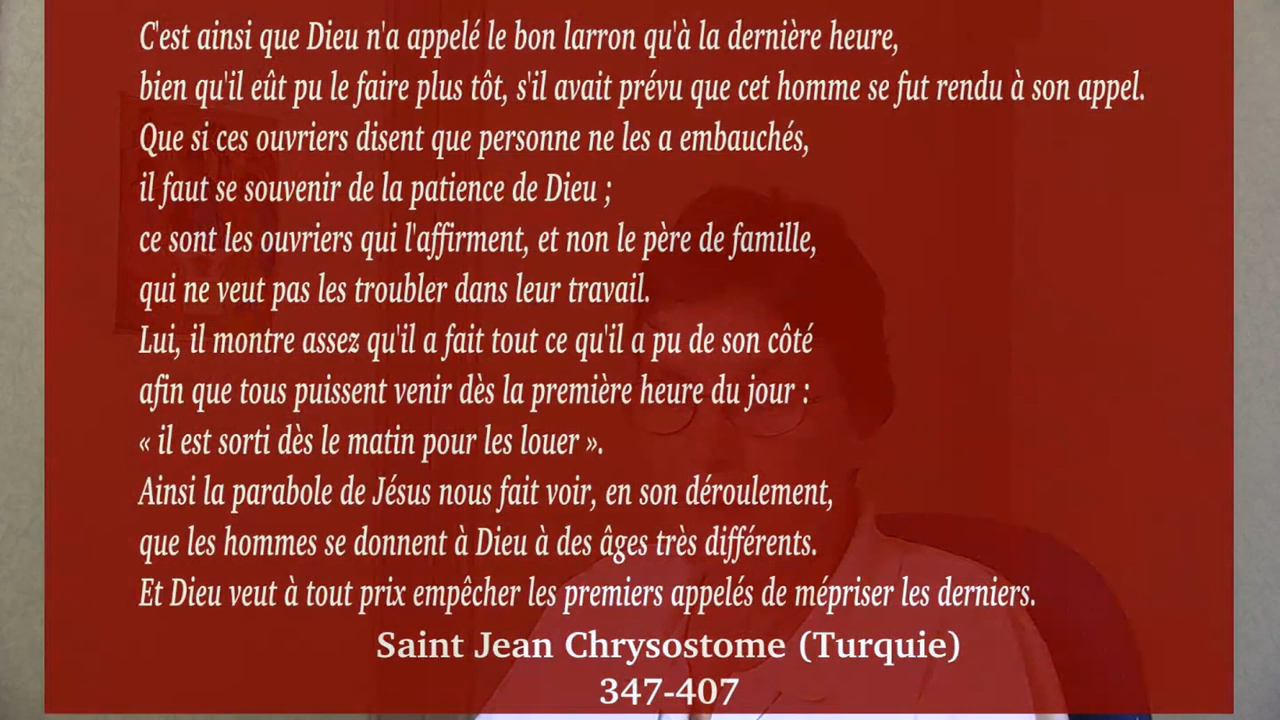 C'est ainsi que Dieu n'a appelé le bon larron qu'à la dernière heure,
bien qu'il eût pu le faire plus tôt, s'il avait prévu que cet homme se fut rendu à son appel.
Que si ces ouvriers disent que personne ne les a embauchés,
il faut se souvenir de la patience de Dieu ;
ce sont les ouvriers qui l'affirment, et non le père de famille,
qui ne veut pas les troubler dans leur travail.
Lui, il montre assez qu'il a fait tout ce qu'il a pu de son côté
afin que tous puissent venir dès la première heure du jour :
« il est sorti dès le matin pour les louer ».
Ainsi la parabole de Jésus nous fait voir, en son déroulement,
que les hommes se donnent à Dieu à des âges très différents.
Et Dieu veut à tout prix empêcher les premiers appelés de mépriser les derniers.
Saint Jean Chrysostome (Turquie)
347-407